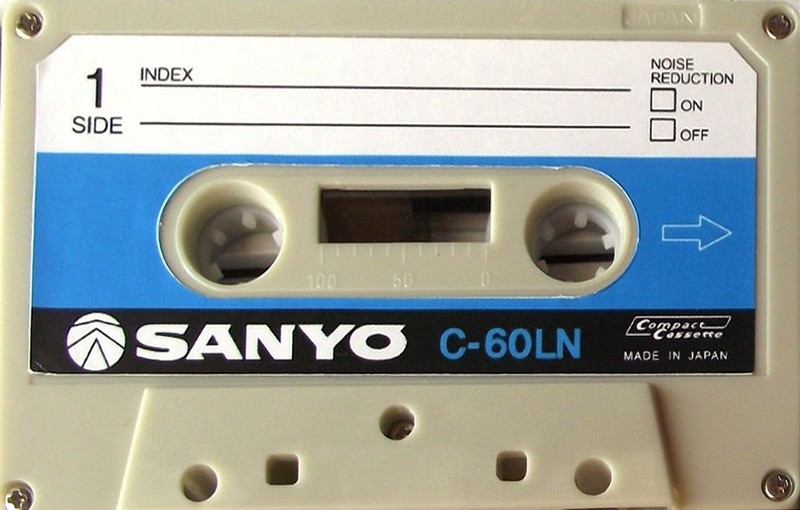 JAPAN
1
SIDE
INDEX
NOISE
REDUCTION
ON
OFF
100 50 0
SANYO C-60LN
Compact
Cassette
MADE IN JAPAN